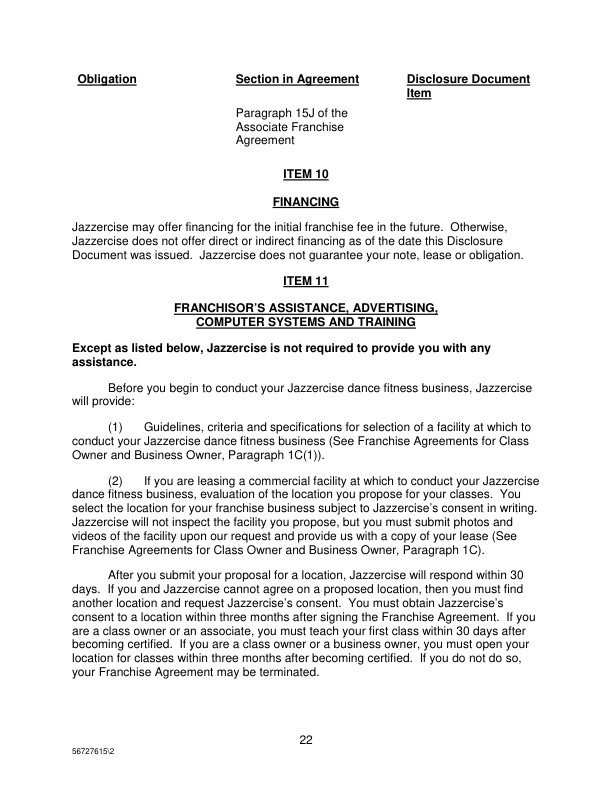 Obligation Section in Agreement Disclosure Document
Item
Paragraph 15J of the
Associate Franchise
Agreement
ITEM 10
FINANCING
Jazzercise may offer financing for the initial franchise fee in the future. Otherwise,
Jazzercise does not offer direct or indirect financing as of the date this Disclosure
Document was issued. Jazzercise does not guarantee your note, lease or obligation.
ITEM 11
FRANCHISOR'S ASSISTANCE, ADVERTISING,
COMPUTER SYSTEMS AND TRAINING
Except as listed below, Jazzercise is not required to provide you with any
assistance.
Before you begin to conduct your Jazzercise dance fitness business, Jazzercise
will provide:
(1) Guidelines, criteria and specifications for selection of a facility at which to
conduct your Jazzercise dance fitness business (See Franchise Agreements for Class
Owner and Business Owner, Paragraph 1C(1)).
(2) If you are leasing a commercial facility at which to conduct your Jazzercise
dance fitness business, evaluation of the location you propose for your classes. You
select the location for your franchise business subject to Jazzercise's consent in writing.
Jazzercise will not inspect the facility you propose, but you must submit photos and
videos of the facility upon our request and provide us with a copy of your lease (See
Franchise Agreements for Class Owner and Business Owner, Paragraph 1C).
After you submit your proposal for a location, Jazzercise will respond within 30
days. If you and Jazzercise cannot agree on a proposed location, then you must find
another location and request Jazzercise's consent. You must obtain Jazzercise's
consent to a location within three months after signing the Franchise Agreement. If you
are a class owner or an associate, you must teach your first class within 30 days after
becoming certified. If you are a class owner or a business owner, you must open your
location for classes within three months after becoming certified. If you do not do so,
your Franchise Agreement may be terminated.
22
56727615\2